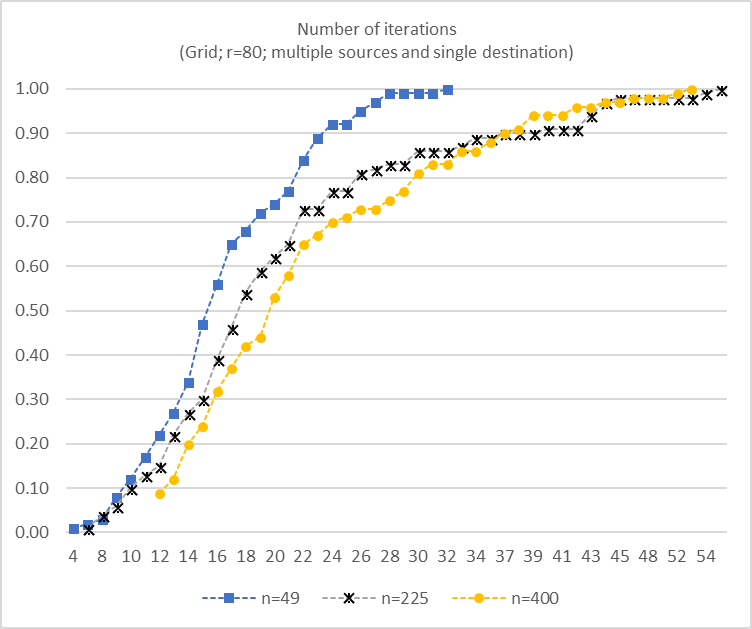 Number of iterations
(Grid; r=80; multiple sources and single destination)
1.00
0.90
0.80
0.70
0.60
0.50
0.40
0.30
0.20
0.10
0.00
4 8 10 12 14 16 18 20 22 24 26 28 30 32 34 37 39 41 43 45 48 52 54
n=49 n=225 n=400